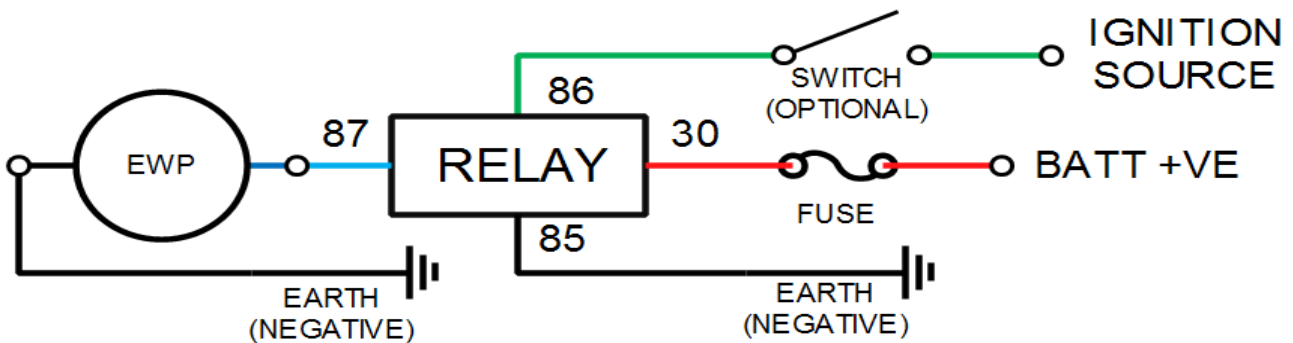 IGNITION
SOURCE
SWITCH
(OPTIONAL)
86
87
30
EWP
RELAY
BATT +VE
FUSE
85
EARTH
(NEGATIVE)
EARTH
(NEGATIVE)